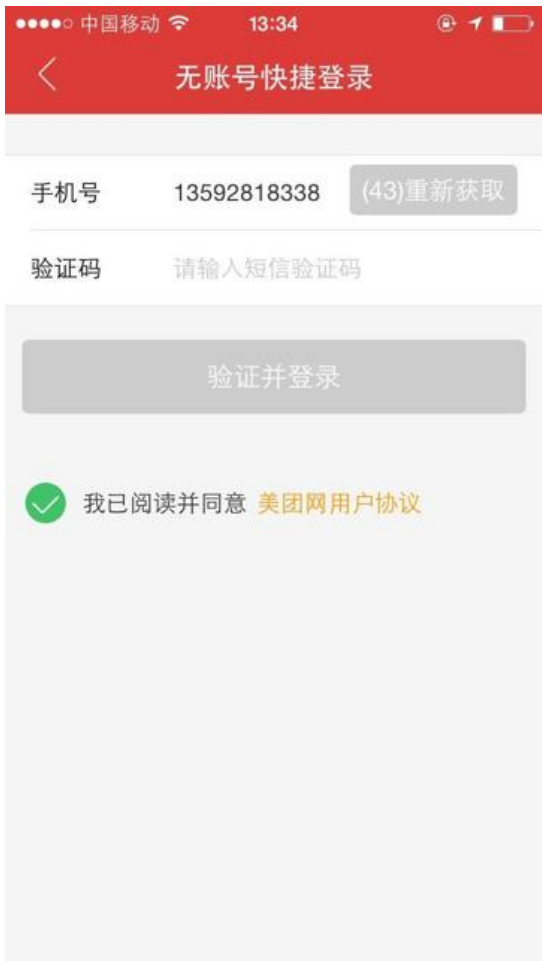 中国移动 13:34
无账号快捷登录
手机号 13592818338 (43)重新获取
验证码 请输入短信验证码
验证并登录
我已阅读并同意 美团网用户协议